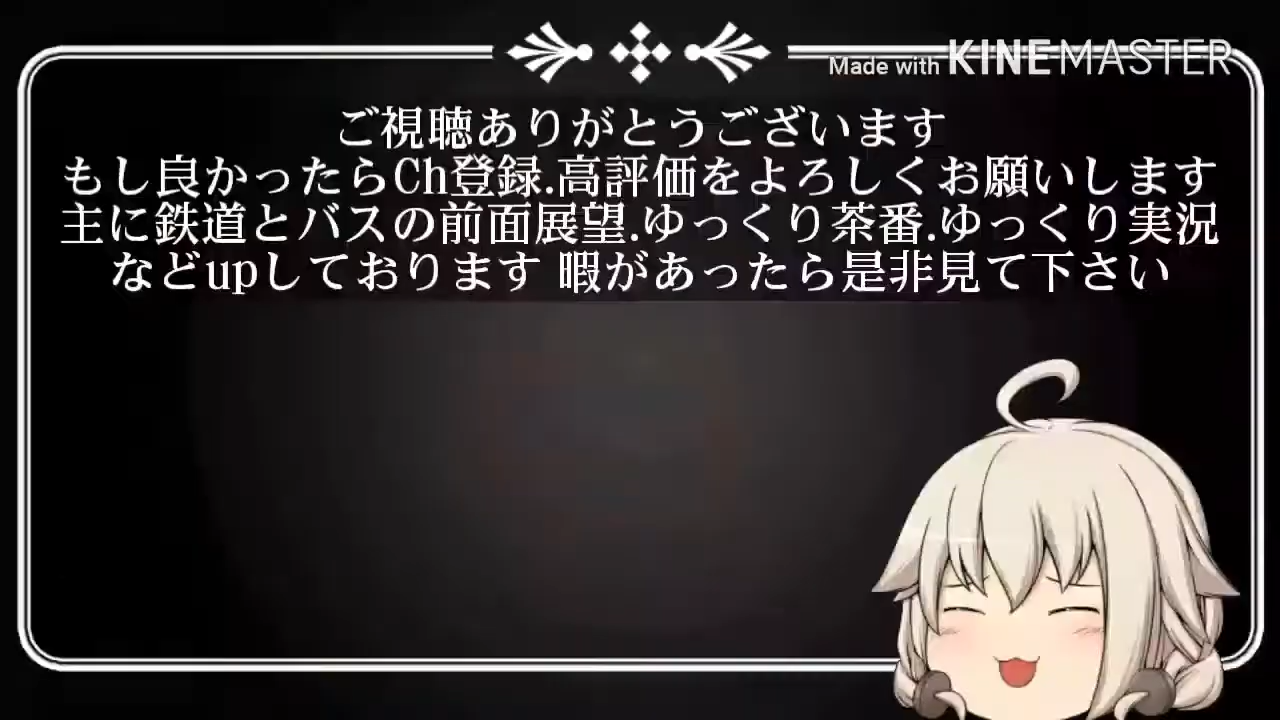 Made with KINEMASTER
ご視聴ありがとうございます
もし良かったらCh登録.高評価をよろしくお願いします
主に鉄道とバスの前面展望.ゆっくり茶番.ゆっくり実況
などupしております 暇があったら是非見て下さい